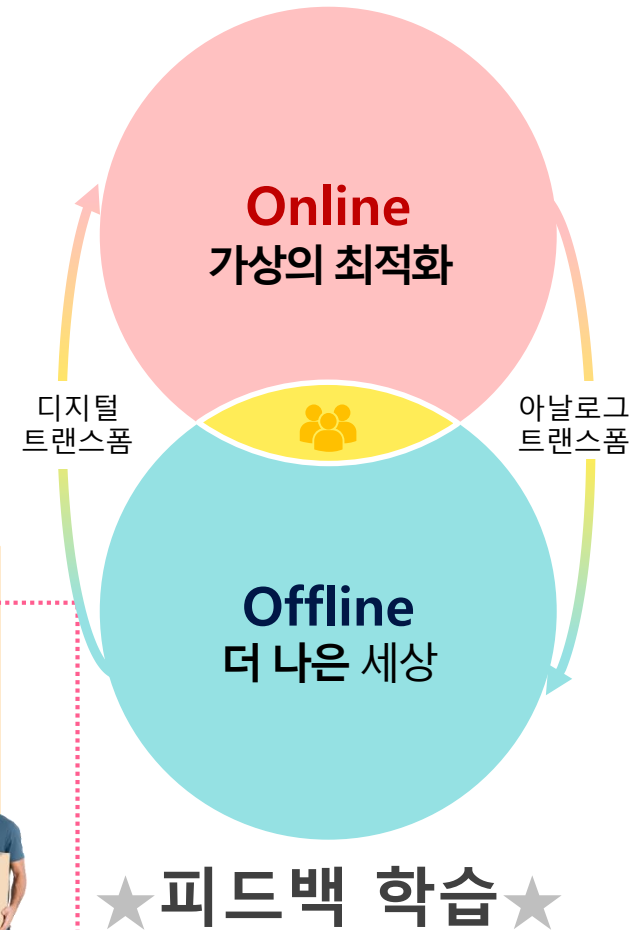 Online
가상의 최적화
디지털
트랜스폼
아날로그
트랜스폼
Offline
더 나은 세상
★피드백 학습★